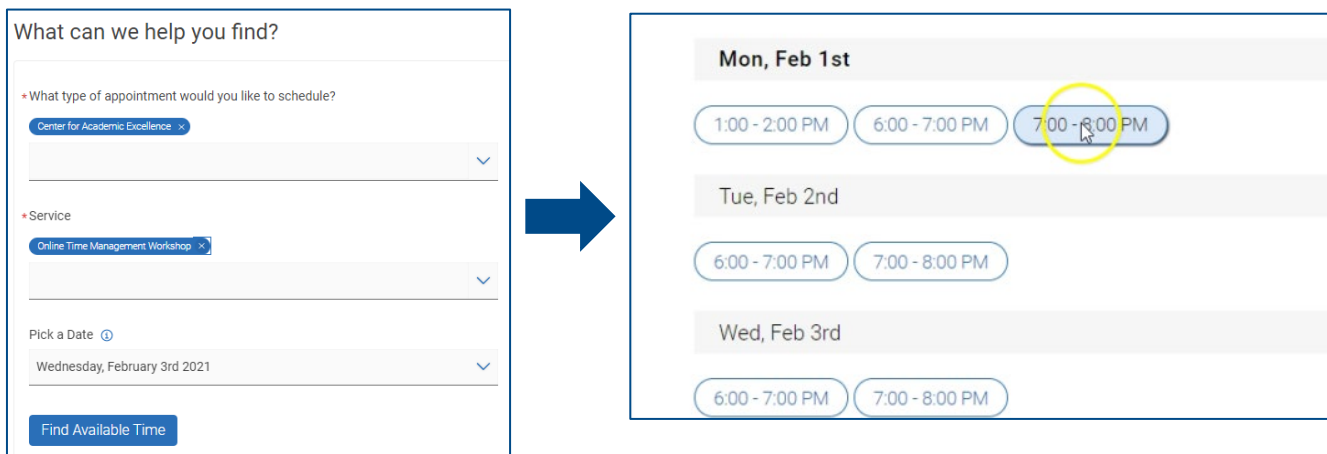 What can we help you find?
*What type of appointment would you like to schedule?
Center for Academic Excellence ×
*Service
Online Time Management Workshop ×
Pick a Date
Wednesday, February 3rd 2021
Find Available Time
Mon, Feb 1st
1:00 - 2:00 PM 6:00 - 7:00 PM 7:00 - 8:00 PM
Tue, Feb 2nd
6:00 - 7:00 PM 7:00 - 8:00 PM
Wed, Feb 3rd
6:00 - 7:00 PM 7:00 - 8:00 PM